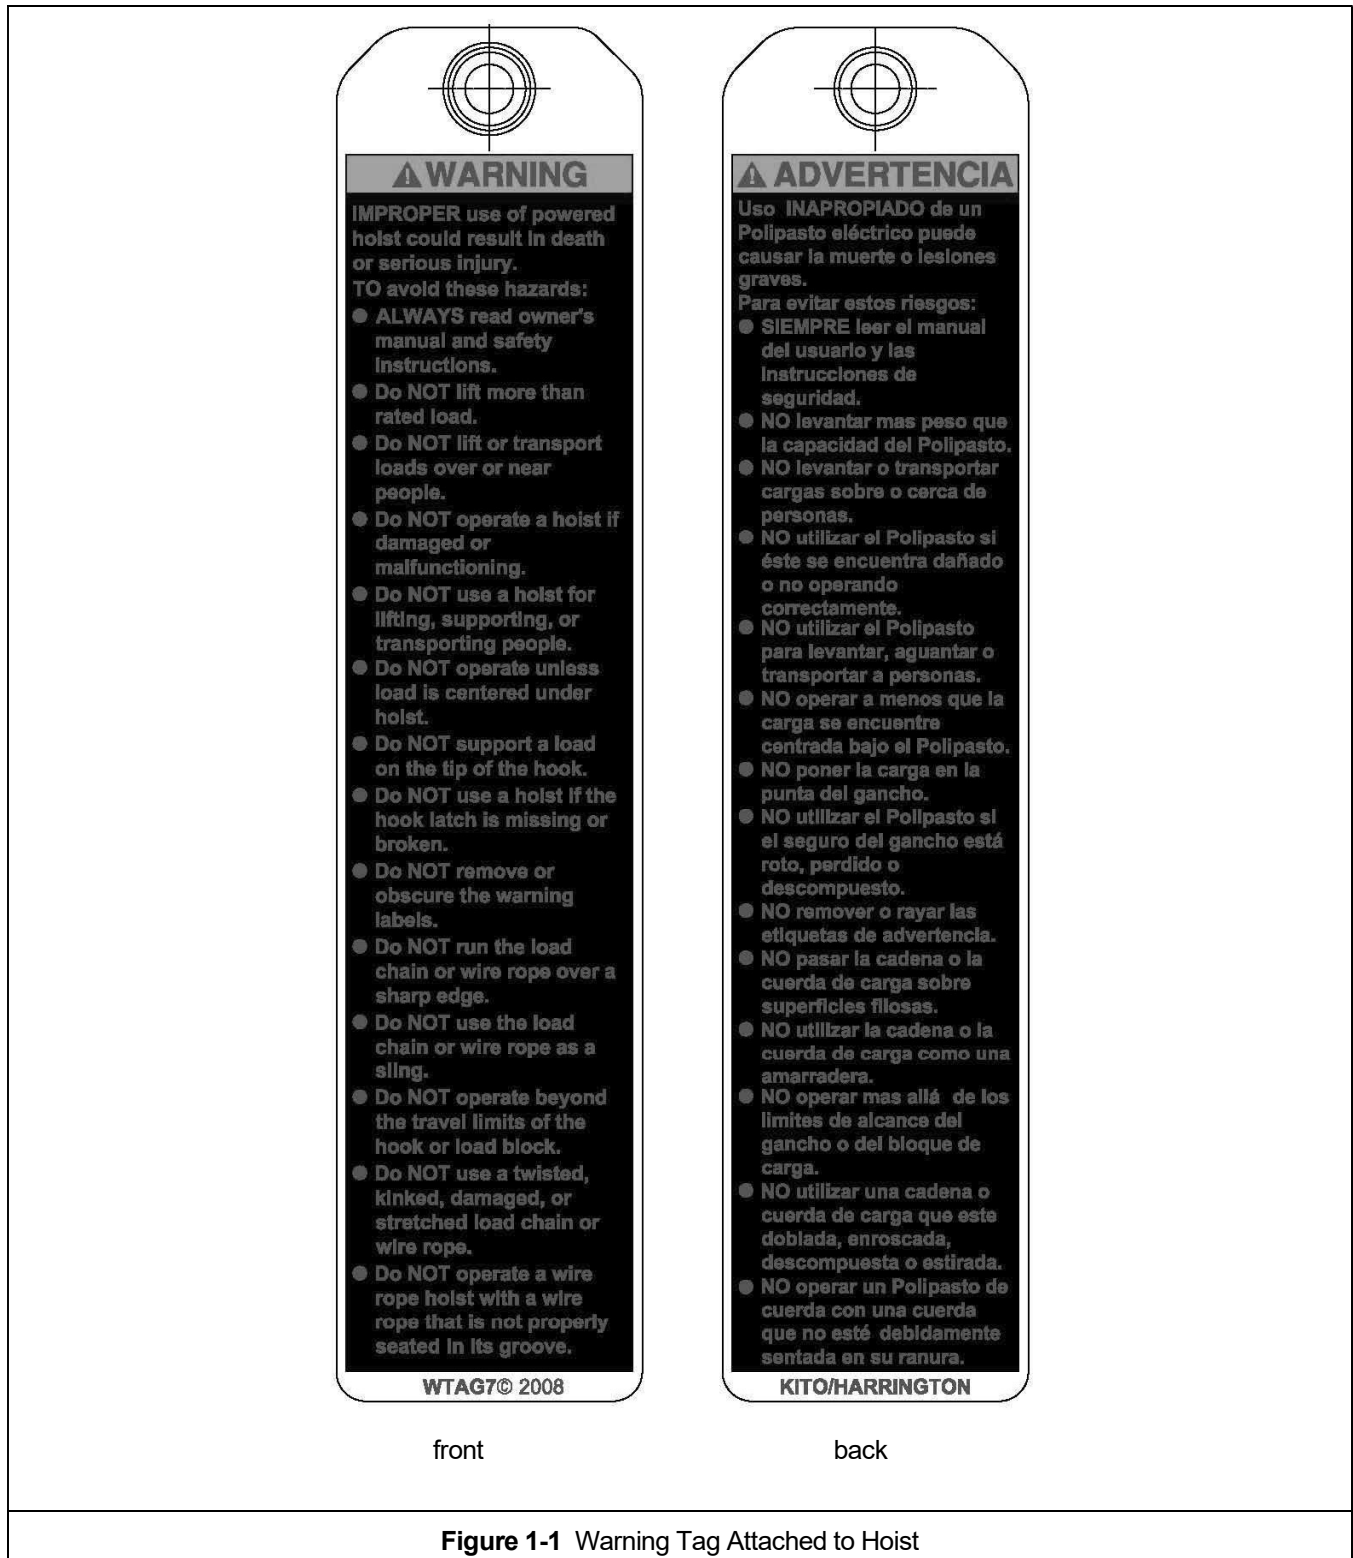 WARNING
IMPROPER use of powered
hoist could result in death
or serious injury.
TO avoid these hazards:
● ALWAYS read owner's
manual and safety
instructions.
● Do NOT lift more than
rated load.
● Do NOT lift or transport
loads over or near
people.
● Do NOT operate a hoist if
damaged or
malfunctioning.
● Do NOT use a hoist for
lifting, supporting, or
transporting people.
● Do NOT operate unless
load is centered under
hoist.
● Do NOT support a load
on the tip of the hook.
● Do NOT use a hoist if the
hook latch is missing or
broken.
● Do NOT remove or
obscure the warning
labels.
● Do NOT run the load
chain or wire rope over a
sharp edge.
● Do NOT use the load
chain or wire rope as a
sling.
● Do NOT operate beyond
the travel limits of the
hook or load block.
● Do NOT use a twisted,
kinked, damaged, or
stretched load chain or
wire rope.
● Do NOT operate a wire
rope hoist with a wire
rope that is not properly
seated in its groove.
WTAG7© 2008
front
ADVERTENCIA
Uso INAPROPIADO de un
Polipasto eléctrico puede
causar la muerte o lesiones
graves.
Para evitar estos riesgos:
● SIEMPRE leer el manual
del usuario y las
instrucciones de
seguridad.
● NO levantar mas peso que
la capacidad del Polipasto.
● NO levantar o transportar
cargas sobre o cerca de
personas.
● NO utilizar el Polipasto si
éste se encuentra dañado
o no operando
correctamente.
● NO utilizar el Polipasto
para levantar, aguantar o
transportar a personas.
● NO operar a menos que la
carga se encuentre
centrada bajo el Polipasto.
● NO poner la carga en la
punta del gancho.
● NO utilizar el Polipasto si
el seguro del gancho está
roto, perdido o
descompuesto.
● NO remover o rayar las
etiquetas de advertencia.
● NO pasar la cadena o la
cuerda de carga sobre
superficies filosas.
● NO utilizar la cadena o la
cuerda de carga como una
amarradera.
● NO operar mas allá de los
limites de alcance del
gancho o del bloque de
carga.
● NO utilizar una cadena o
cuerda de carga que este
doblada, enroscada,
descompuesta o estirada.
● NO operar un Polipasto de
cuerda con una cuerda
que no esté debidamente
sentada en su ranura.
KITO/HARRINGTON
back
Figure 1-1 Warning Tag Attached to Hoist